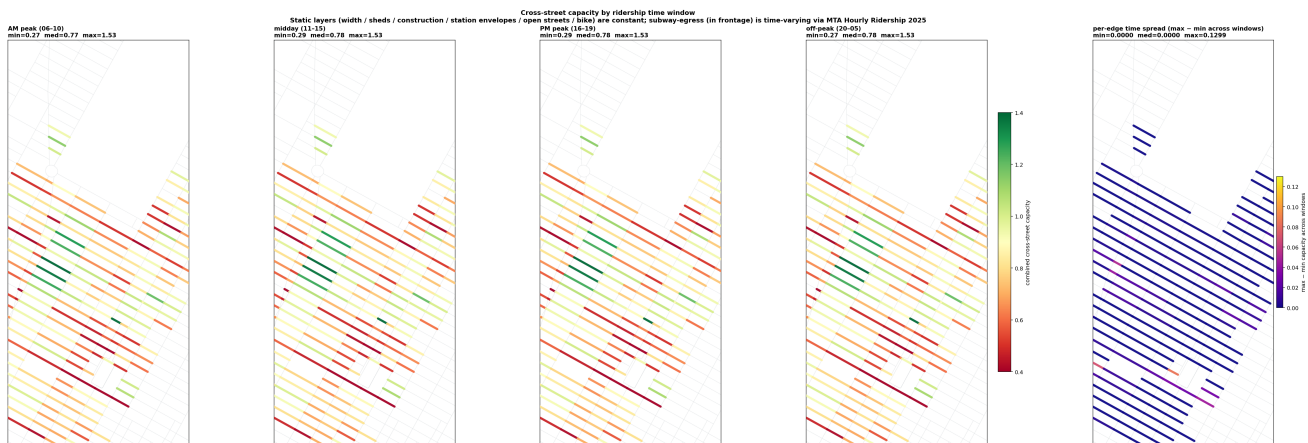 Cross-street capacity by ridership time window
Static layers (width / sheds / construction / station envelopes / open streets / bike) are constant; subway-egress (in frontage) is time-varying via MTA Hourly Ridership 2025
AM peak (06–10)
min=0.27 med=0.77 max=1.53
midday (11–15)
min=0.29 med=0.78 max=1.53
PM peak (16–19)
min=0.29 med=0.78 max=1.53
off-peak (20–05)
min=0.27 med=0.78 max=1.53
per-edge time spread (max − min across windows)
min=0.0000 med=0.0000 max=0.1299
1.4
1.2
1.0
0.8
0.6
0.4
combined cross-street capacity
0.12
0.10
0.08
0.06
0.04
0.02
0.00
max − min capacity across windows